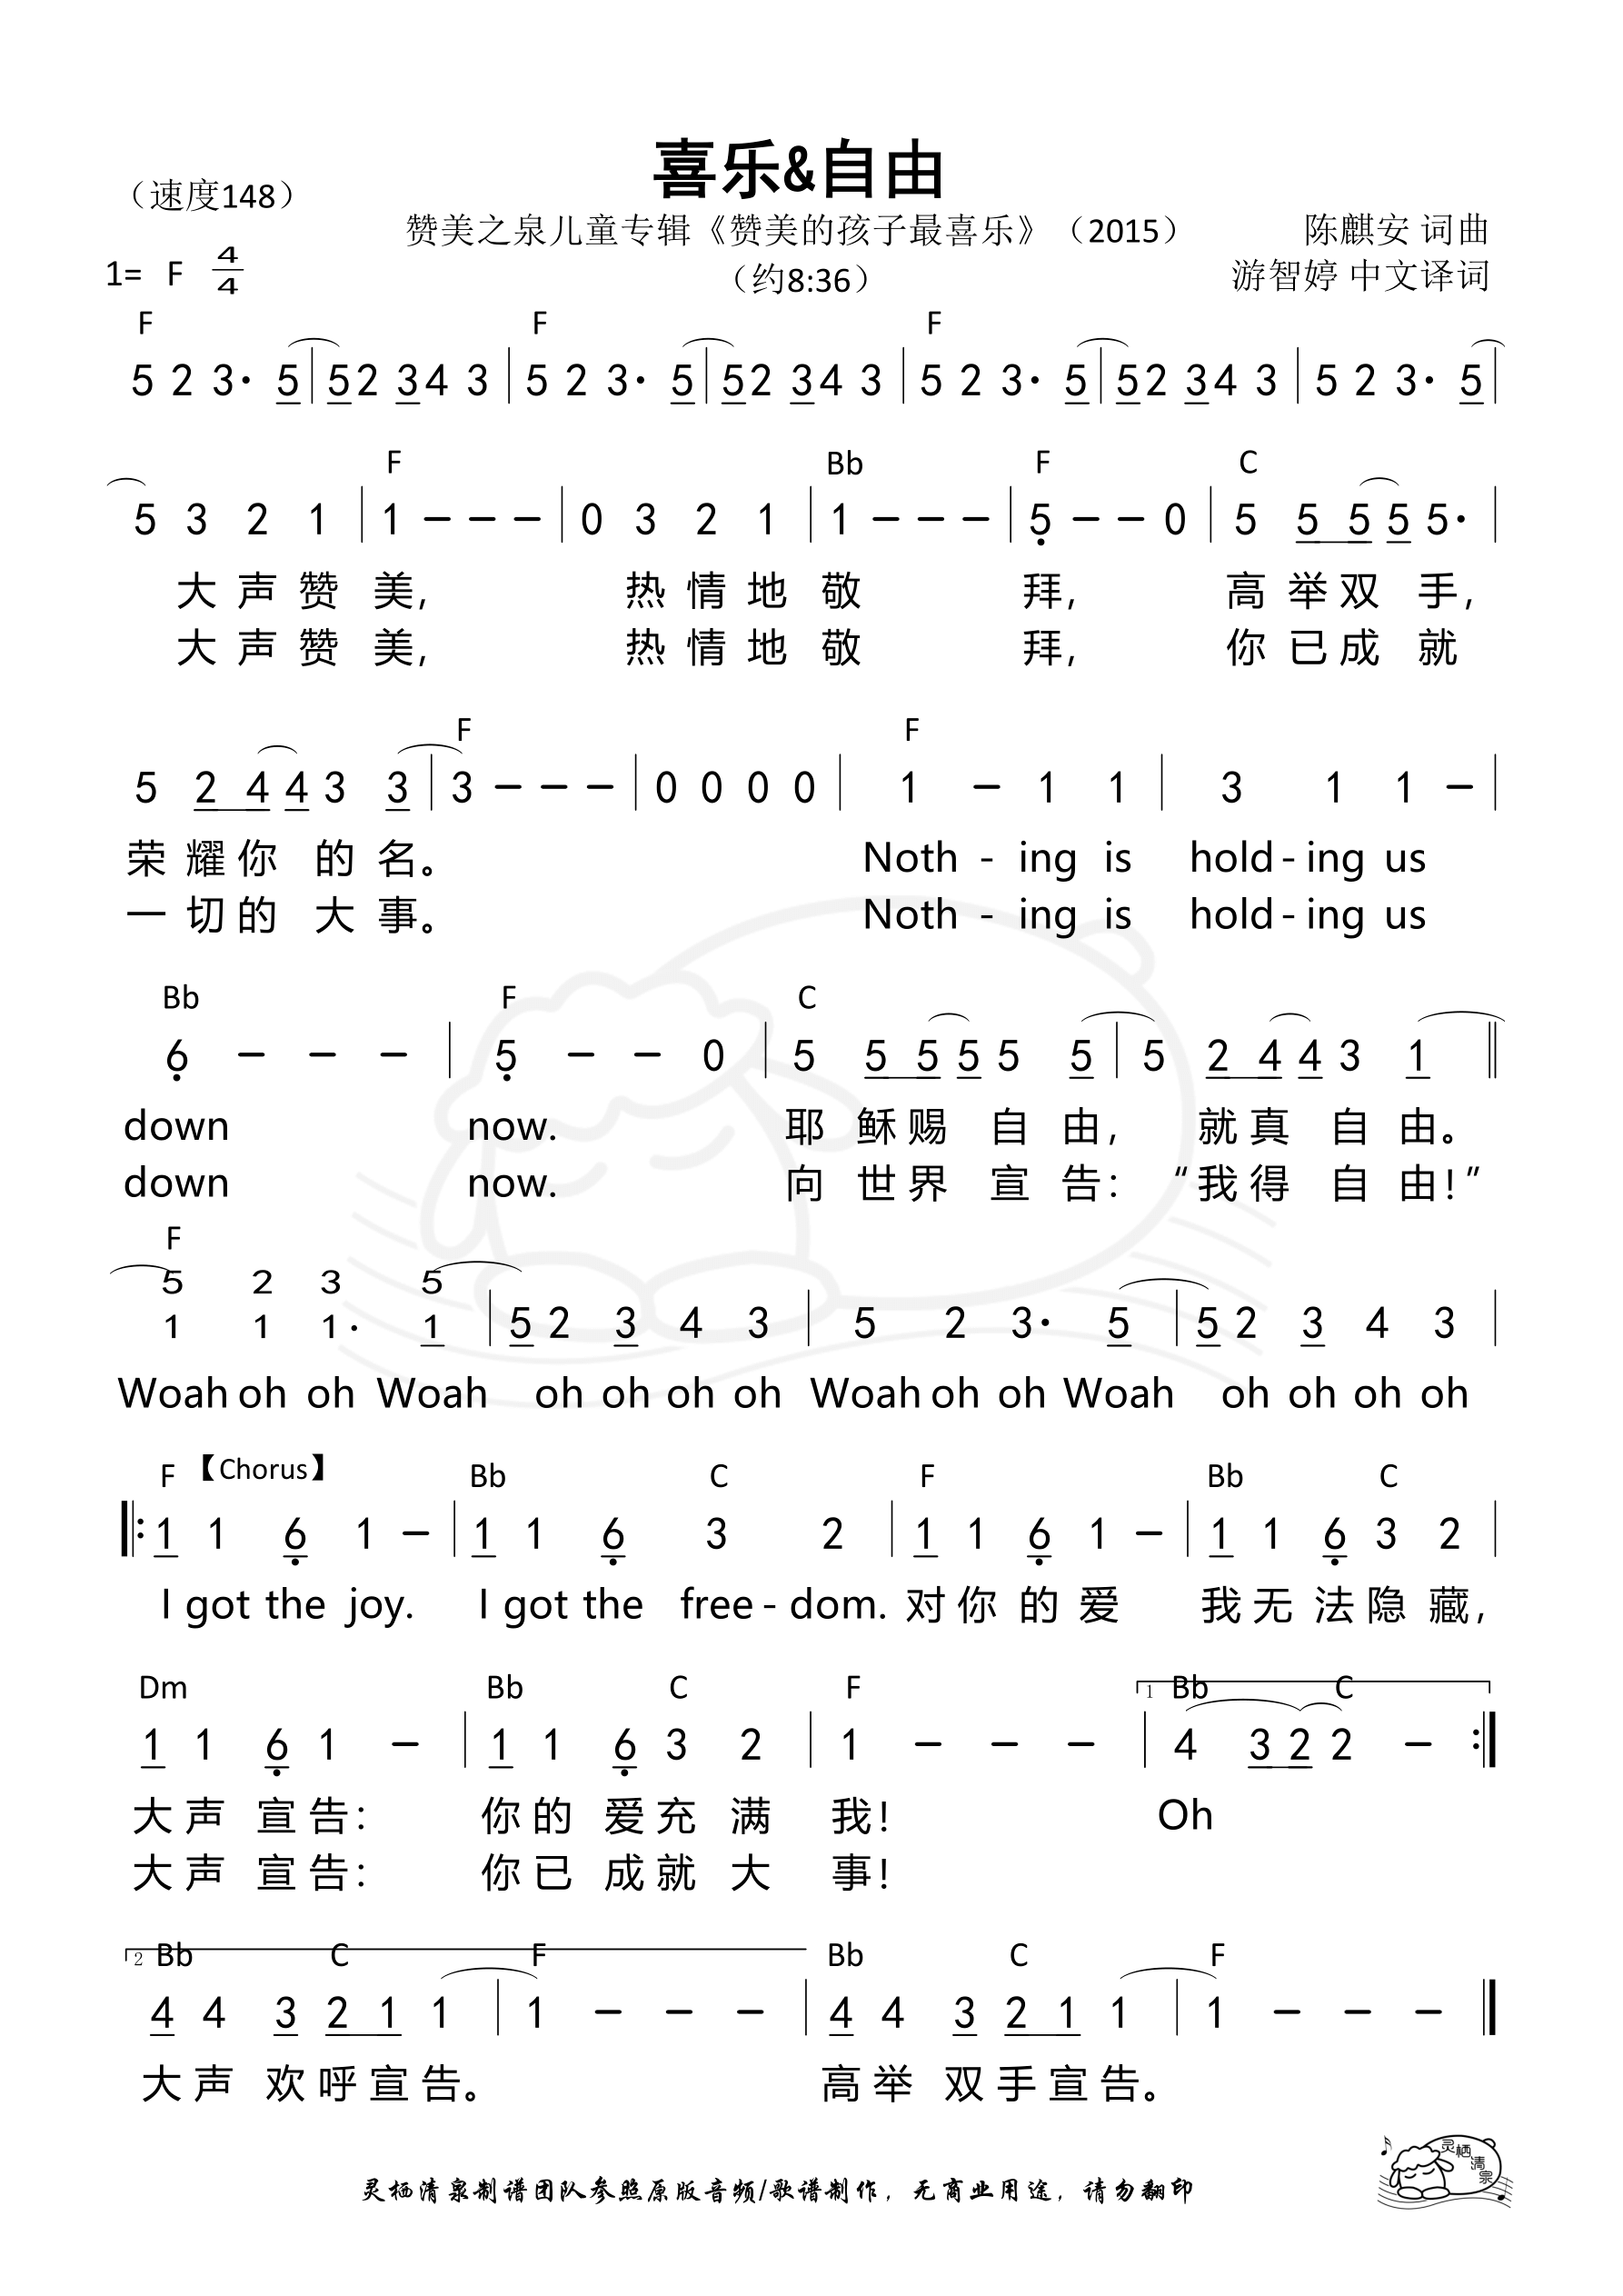 喜乐&自由
（速度148）
赞美之泉儿童专辑《赞美的孩子最喜乐》（2015） 陈麒安 词曲
1= F 4/4 （约8:36） 游智婷 中文译词
F F F
5 2 3· 5 | 5 2 3 4 3 | 5 2 3· 5 | 5 2 3 4 3 | 5 2 3· 5 | 5 2 3 4 3 | 5 2 3· 5 |
F Bb F C
5 3 2 1 | 1 - - - | 0 3 2 1 | 1 - - - | 5 - - 0 | 5 5 5 5 5· |
大 声 赞 美, 热 情 地 敬 拜, 高 举 双 手,
大 声 赞 美, 热 情 地 敬 拜, 你 已 成 就
F F
5 2 4 4 3 3 | 3 - - - | 0 0 0 0 | 1 - 1 1 | 3 1 1 - |
荣 耀 你 的 名。 Noth - ing is hold - ing us
一 切 的 大 事。 Noth - ing is hold - ing us
Bb F C
6 - - - | 5 - - 0 | 5 5 5 5 5 5 | 5 2 4 4 3 1 ||
down now. 耶 稣 赐 自 由, 就 真 自 由。
down now. 向 世 界 宣 告: “我 得 自 由!”
F
5 2 3 5
1 1 1· 1 | 5 2 3 4 3 | 5 2 3· 5 | 5 2 3 4 3 |
Woah oh oh Woah oh oh oh oh Woah oh oh Woah oh oh oh oh
F 【Chorus】 Bb C F Bb C
|: 1 1 6 1 - | 1 1 6 3 2 | 1 1 6 1 - | 1 1 6 3 2 |
I got the joy. I got the free - dom. 对 你 的 爱 我 无 法 隐 藏,
Dm Bb C F 1 Bb C
1 1 6 1 - | 1 1 6 3 2 | 1 - - - | 4 3 2 2 - :|
大 声 宣 告: 你 的 爱 充 满 我! Oh
大 声 宣 告: 你 已 成 就 大 事!
2 Bb C F Bb C F
4 4 3 2 1 1 | 1 - - - | 4 4 3 2 1 1 | 1 - - - ||
大 声 欢 呼 宣 告。 高 举 双 手 宣 告。
灵栖清泉
灵栖清泉制谱团队参照原版音频/歌谱制作，无商业用途，请勿翻印